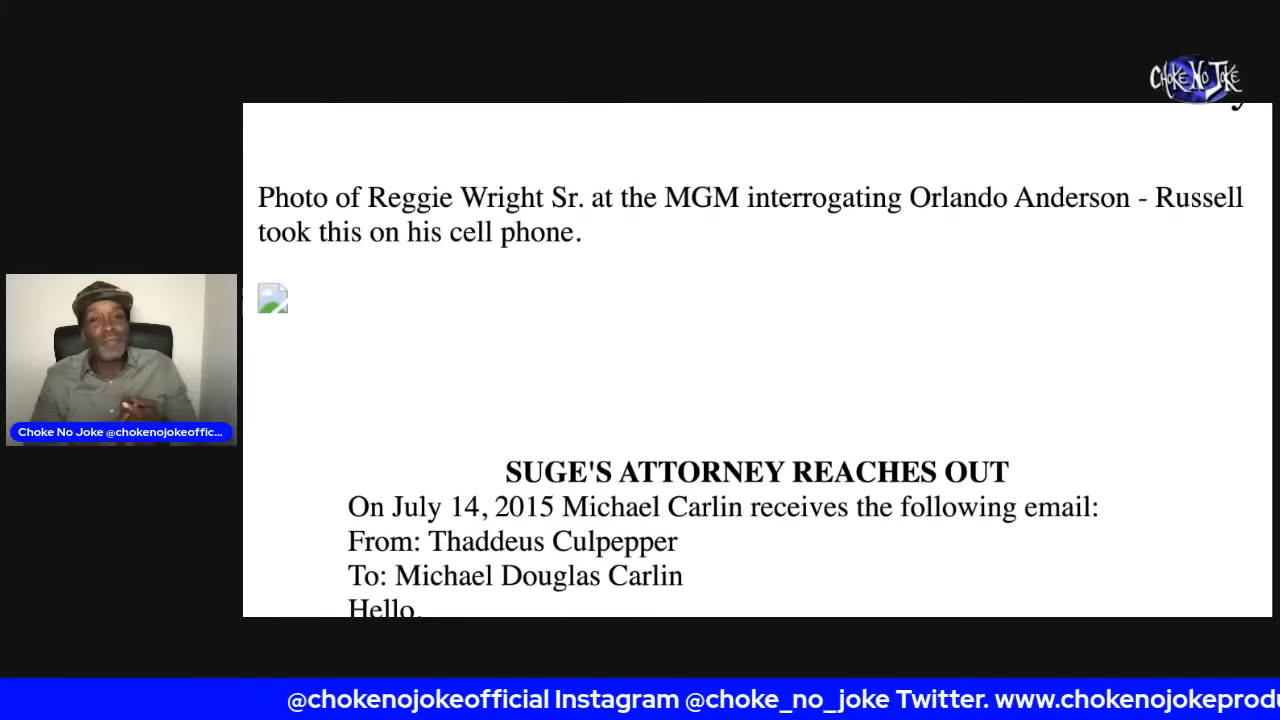 CHOKE NO JOKE
Photo of Reggie Wright Sr. at the MGM interrogating Orlando Anderson - Russell
took this on his cell phone.
SUGE'S ATTORNEY REACHES OUT
On July 14, 2015 Michael Carlin receives the following email:
From: Thaddeus Culpepper
To: Michael Douglas Carlin
Hello,
Choke No Joke @chokenojokeoffic...
@chokenojokeofficial Instagram @choke_no_joke Twitter. www.chokenojokeprodu